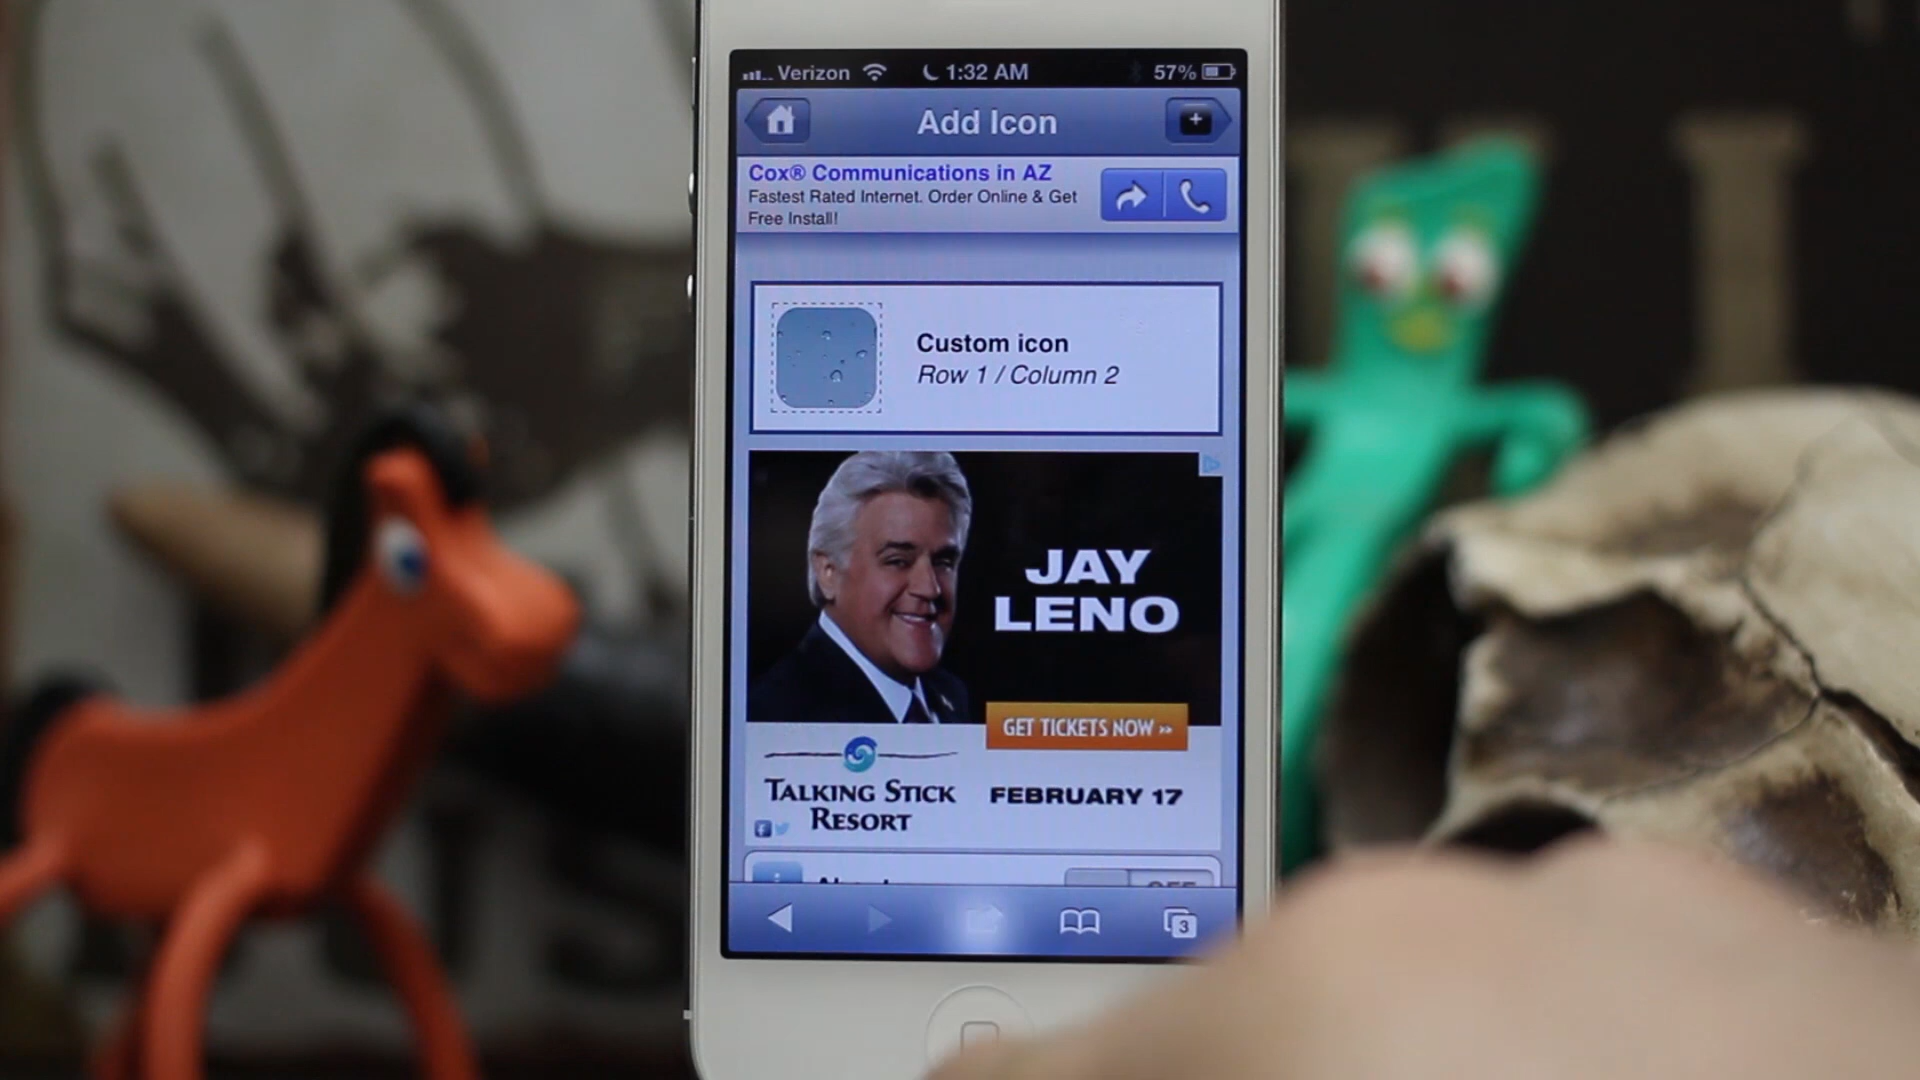 Verizon 1:32 AM 57%
Add Icon
Cox® Communications in AZ
Fastest Rated Internet. Order Online & Get
Free Install!
Custom icon
Row 1 / Column 2
JAY
LENO
GET TICKETS NOW »
TALKING STICK
RESORT
FEBRUARY 17
OFF
3